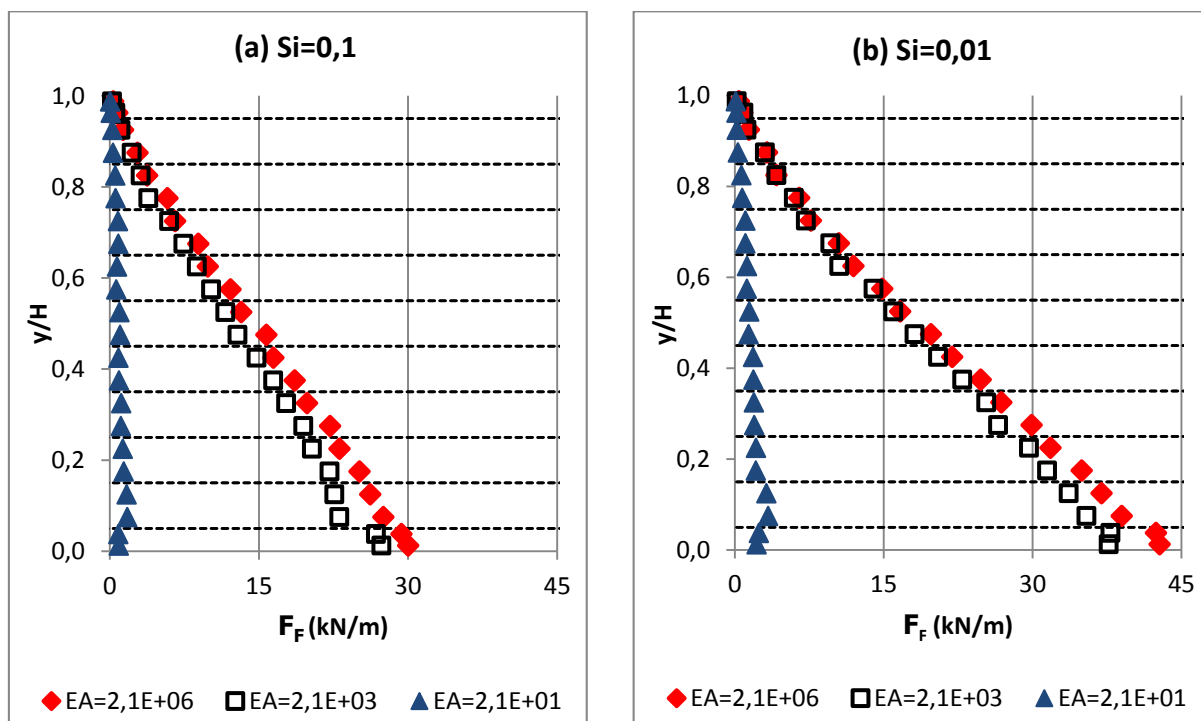 (a) Si=0,1
1,0
0,8
0,6
0,4
0,2
0,0
y/H
0 15 30 45
F_F (kN/m)
EA=2,1E+06 EA=2,1E+03 EA=2,1E+01
(b) Si=0,01
1,0
0,8
0,6
0,4
0,2
0,0
y/H
0 15 30 45
F_F (kN/m)
EA=2,1E+06 EA=2,1E+03 EA=2,1E+01